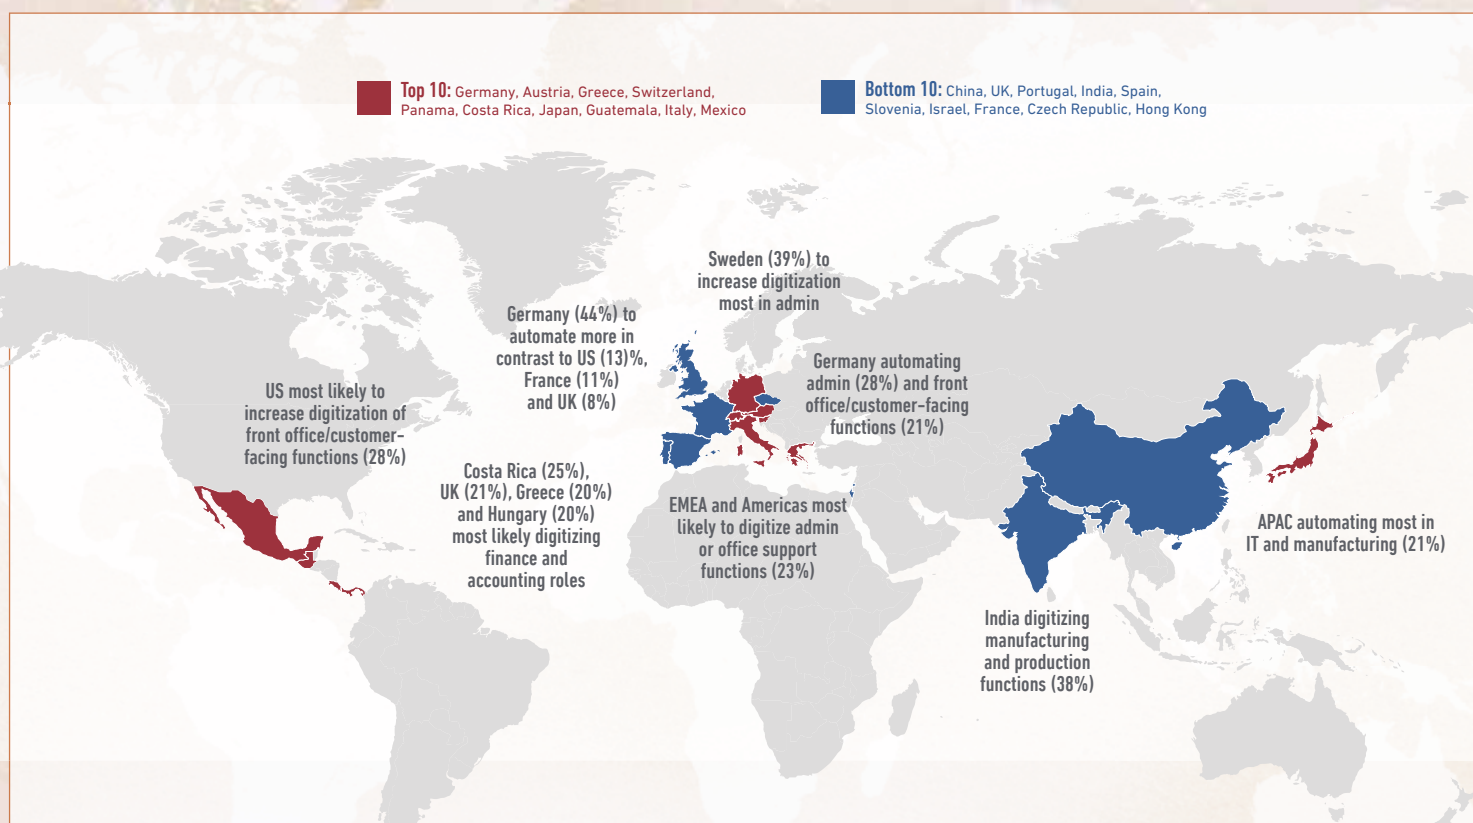 Top 10: Germany, Austria, Greece, Switzerland,
Panama, Costa Rica, Japan, Guatemala, Italy, Mexico
Bottom 10: China, UK, Portugal, India, Spain,
Slovenia, Israel, France, Czech Republic, Hong Kong
Sweden (39%) to
increase digitization
most in admin
Germany (44%) to
automate more in
contrast to US (13)%,
France (11%)
and UK (8%)
Germany automating
admin (28%) and front
office/customer-facing
functions (21%)
US most likely to
increase digitization of
front office/customer-
facing functions (28%)
Costa Rica (25%),
UK (21%), Greece (20%)
and Hungary (20%)
most likely digitizing
finance and
accounting roles
EMEA and Americas most
likely to digitize admin
or office support
functions (23%)
APAC automating most in
IT and manufacturing (21%)
India digitizing
manufacturing
and production
functions (38%)